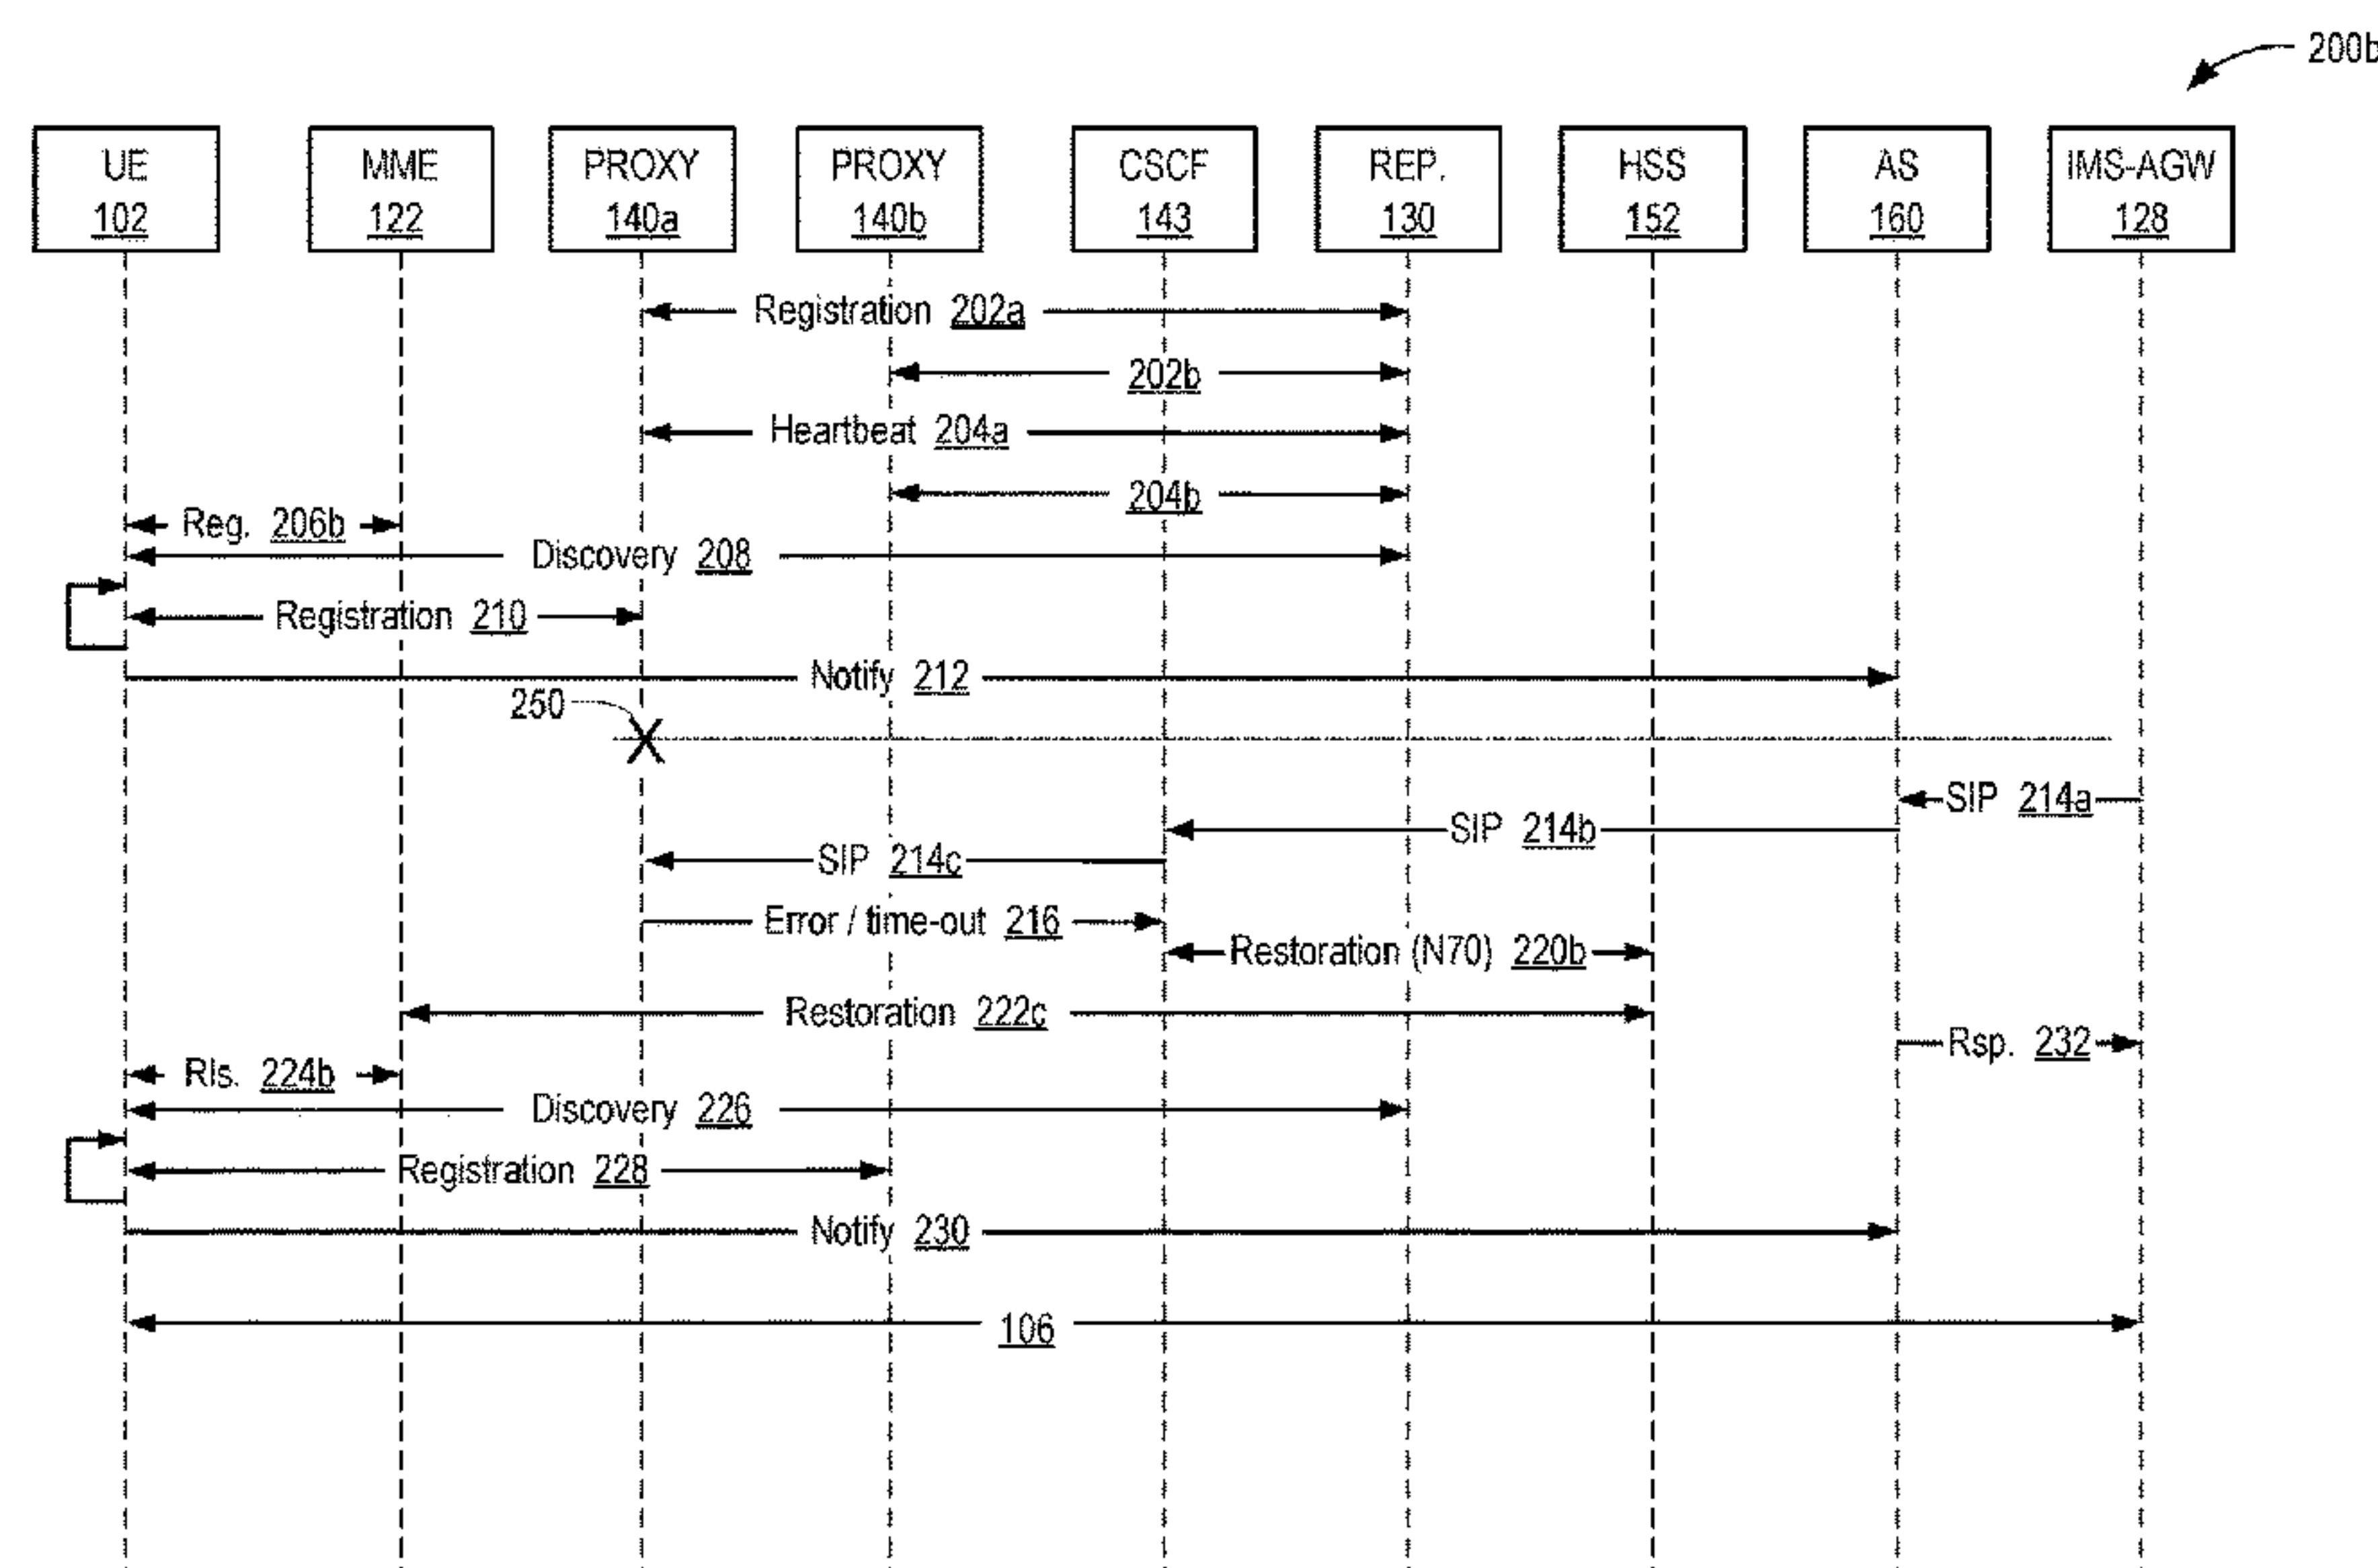 200b
UE MME PROXY PROXY CSCF REP. HSS AS IMS-AGW
102 122 140a 140b 143 130 152 160 128
Registration 202a
202b
Heartbeat 204a
204b
Reg. 206b
Discovery 208
Registration 210
Notify 212
250
SIP 214a
SIP 214b
SIP 214c
Error / time-out 216
Restoration (N70) 220b
Restoration 222c
Rsp. 232
Rls. 224b
Discovery 226
Registration 228
Notify 230
106